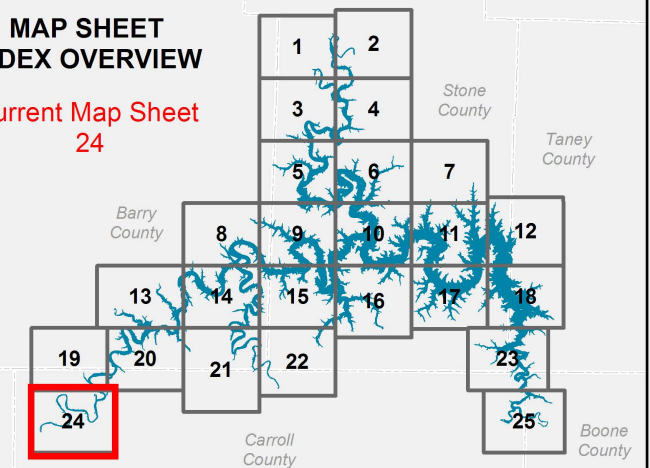 MAP SHEET
DEX OVERVIEW
urrent Map Sheet
24
1
2
Stone
County
3
4
Taney
County
5
6
7
Barry
County
8
9
10
11
12
13
14
15
16
17
18
19
20
21
22
23
24
25
Carroll
County
Boone
County